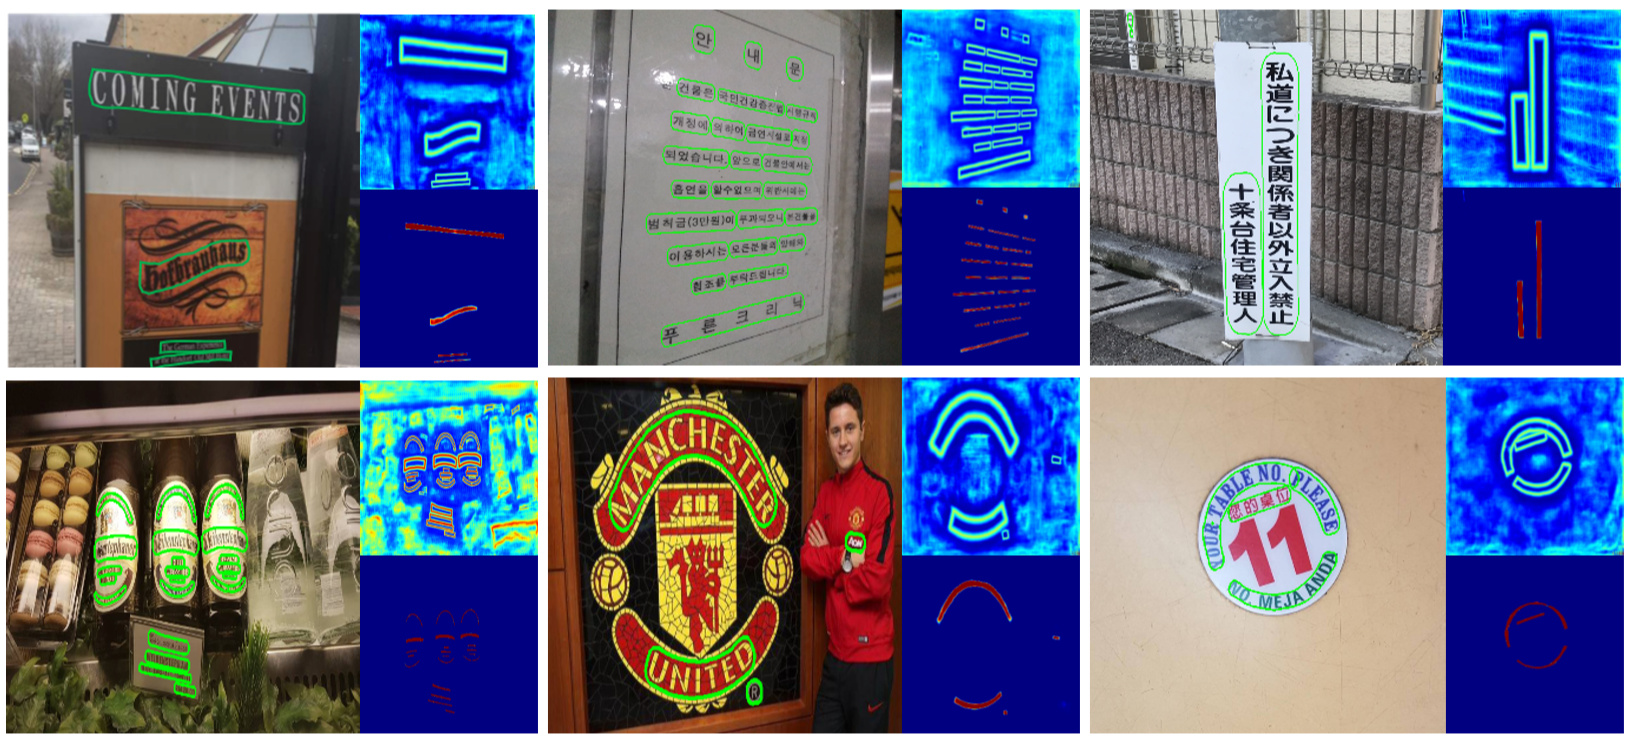 COMING EVENTS
Hofbräuhaus
The German Experience
안 내 문
건물은 국민건강증진법 시행규칙
개정에 의하여 금연시설로 지정
되었습니다. 앞으로 건물안에서는
흡연을 할수없으며 위반시에는
범칙금(3만원)이 부과되오니 본건물을
이용하시는 모든분들의 양해와
협조를 부탁드립니다.
푸 른 크 리 닉
私道につき関係者以外立入禁止
十条台住宅管理人
MANCHESTER
UNITED
®
AON
YOUR TABLE NO. PLEASE
您的桌位
11
NO. MEJA ANDA